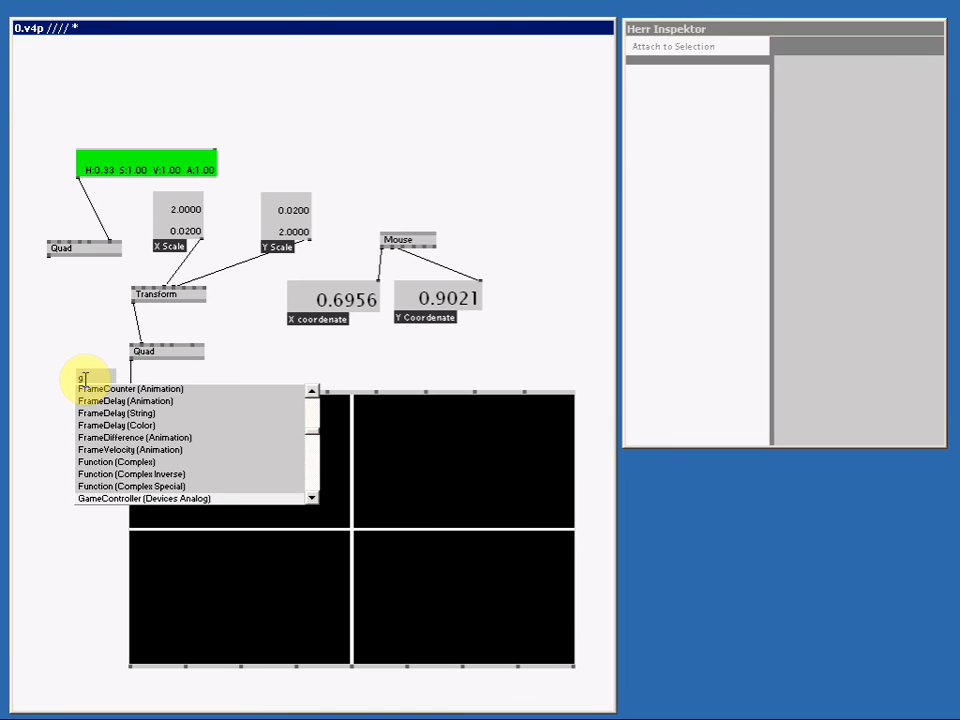 0.v4p //// *
Herr Inspektor
Attach to Selection
H:0.33 S:1.00 V:1.00 A:1.00
2.0000
0.0200
X Scale
0.0200
2.0000
Y Scale
Quad
Mouse
Transform
0.6956
X coordenate
0.9021
Y Coordenate
Quad
g
FrameCounter (Animation)
FrameDelay (Animation)
FrameDelay (String)
FrameDelay (Color)
FrameDifference (Animation)
FrameVelocity (Animation)
Function (Complex)
Function (Complex Inverse)
Function (Complex Special)
GameController (Devices Analog)